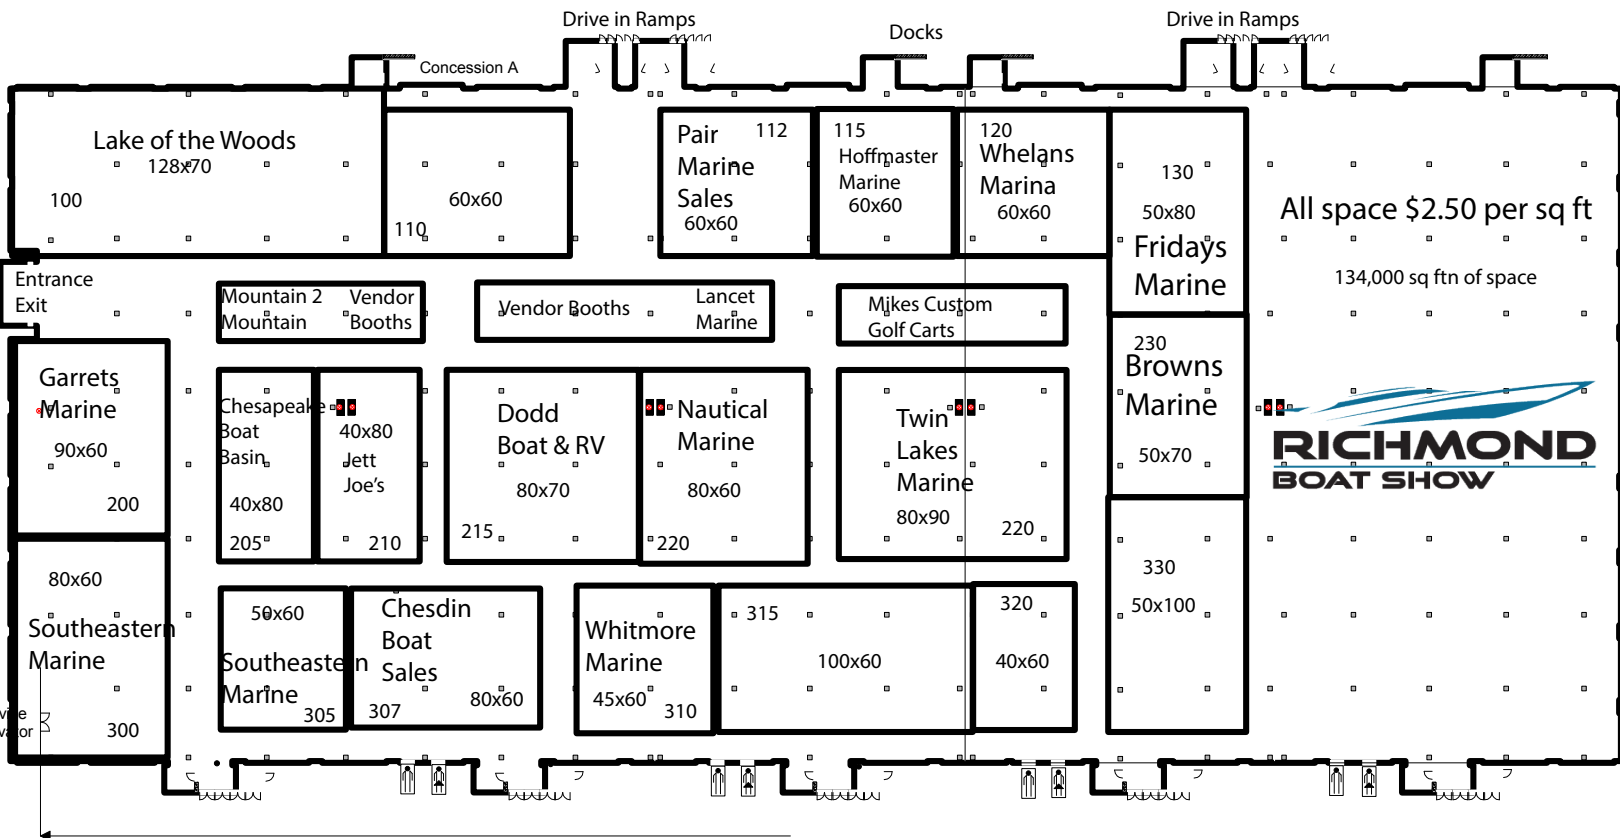 Drive in Ramps
Docks
Drive in Ramps
Concession A
Lake of the Woods
128x70
100
60x60
110
Pair
Marine
Sales
112
60x60
115
Hoffmaster
Marine
60x60
120
Whelans
Marina
60x60
130
50x80
Fridays
Marine
All space $2.50 per sq ft
134,000 sq ftn of space
Entrance
Exit
Mountain 2
Mountain
Vendor
Booths
Vendor Booths
Lancet
Marine
Mikes Custom
Golf Carts
Garrets
Marine
90x60
200
Chesapeake
Boat
Basin
40x80
205
40x80
Jett
Joe's
210
Dodd
Boat & RV
80x70
215
Nautical
Marine
80x60
220
Twin
Lakes
Marine
80x90
220
230
Browns
Marine
50x70
RICHMOND
BOAT SHOW
80x60
Southeastern
Marine
300
50x60
Southeastern
Marine
305
Chesdin
Boat
Sales
307
80x60
Whitmore
Marine
45x60
310
315
100x60
320
40x60
330
50x100